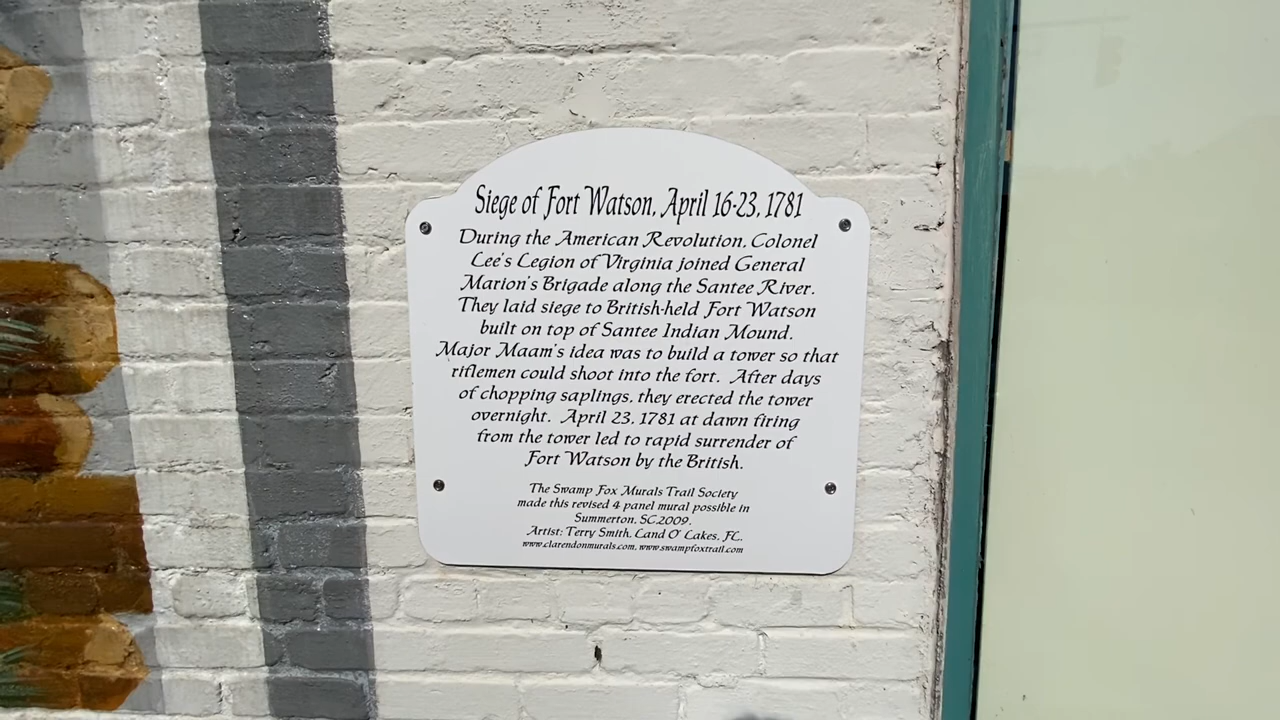 Siege of Fort Watson, April 16-23, 1781
During the American Revolution, Colonel
Lee's Legion of Virginia joined General
Marion's Brigade along the Santee River.
They laid siege to British-held Fort Watson
built on top of Santee Indian Mound.
Major Maam's idea was to build a tower so that
riflemen could shoot into the fort. After days
of chopping saplings, they erected the tower
overnight. April 23, 1781 at dawn firing
from the tower led to rapid surrender of
Fort Watson by the British.
The Swamp Fox Murals Trail Society
made this revised 4 panel mural possible in
Summerton, SC.2009.
Artist: Terry Smith, Land O' Lakes, FL.
www.clarendonmurals.com, www.swampfoxtrail.com